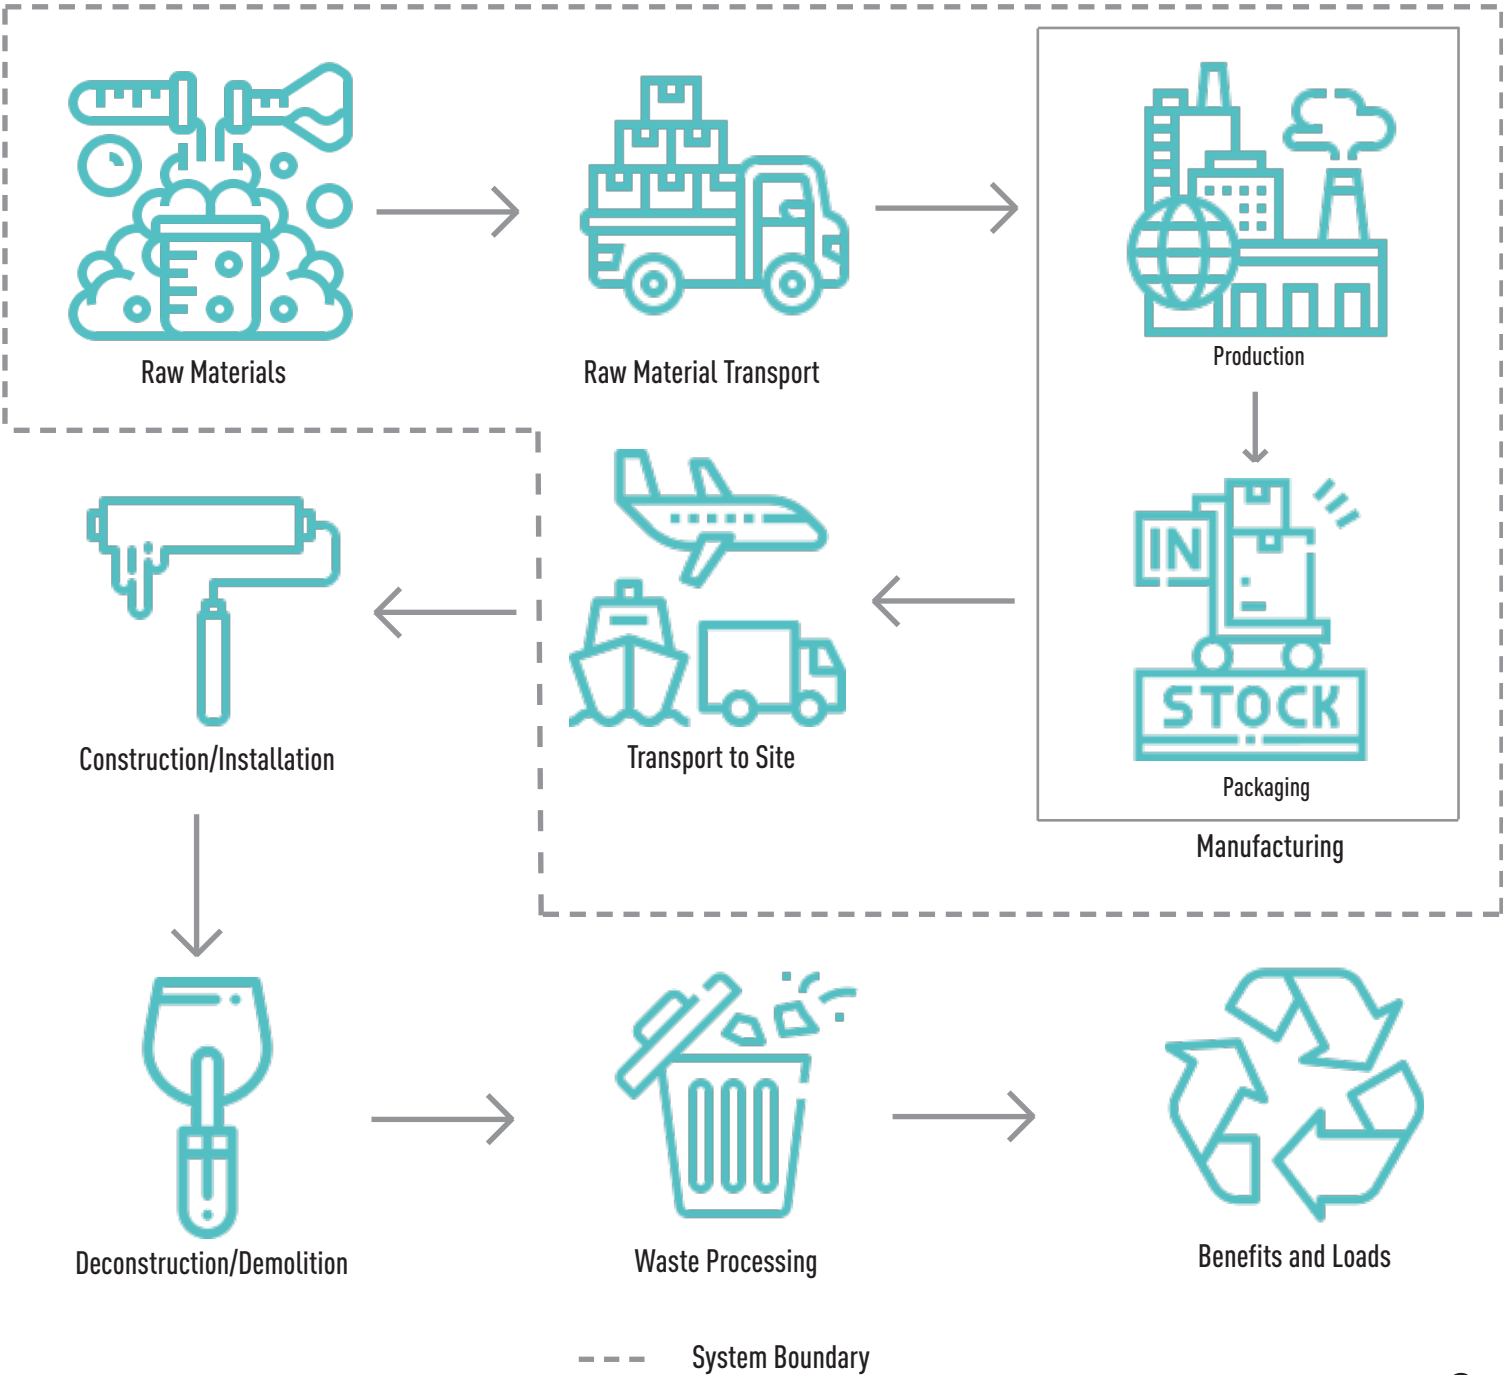 Raw Materials
Raw Material Transport
Production
IN
STOCK
Packaging
Manufacturing
Transport to Site
Construction/Installation
Deconstruction/Demolition
Waste Processing
Benefits and Loads
System Boundary